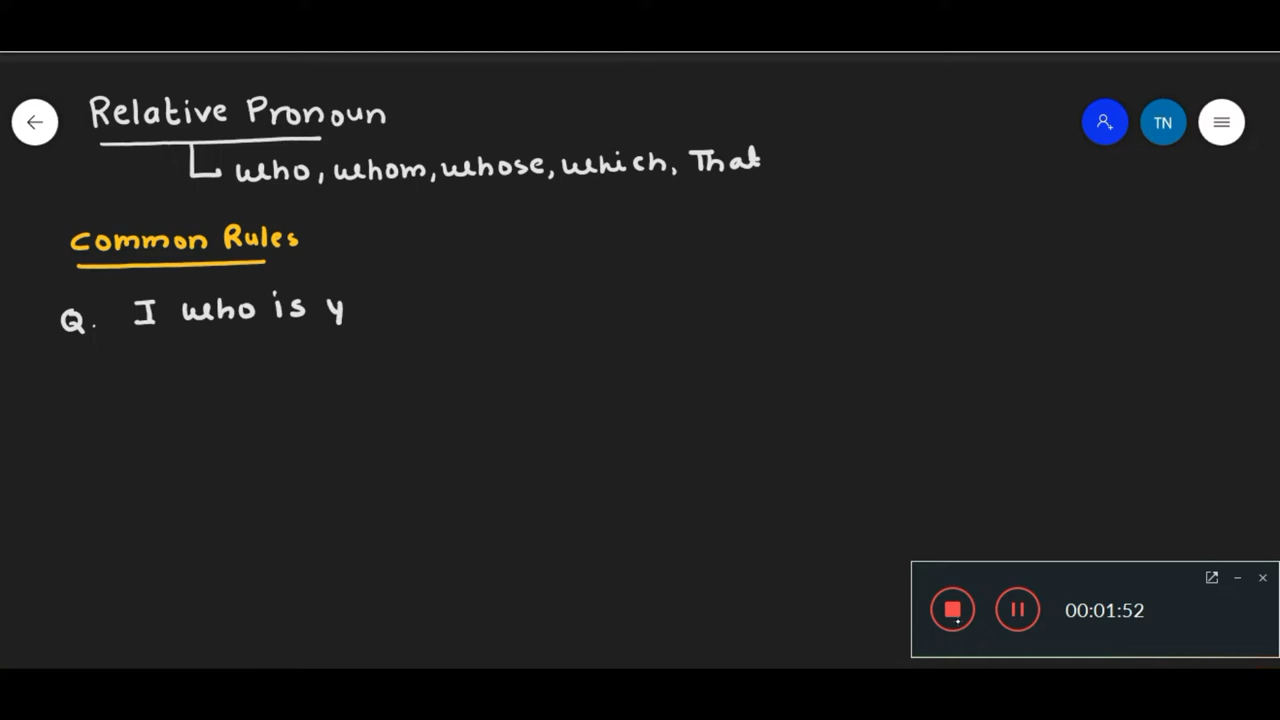 Relative Pronoun
who, whom, whose, which, That
TN
Common Rules
Q. I who is y
00:01:52